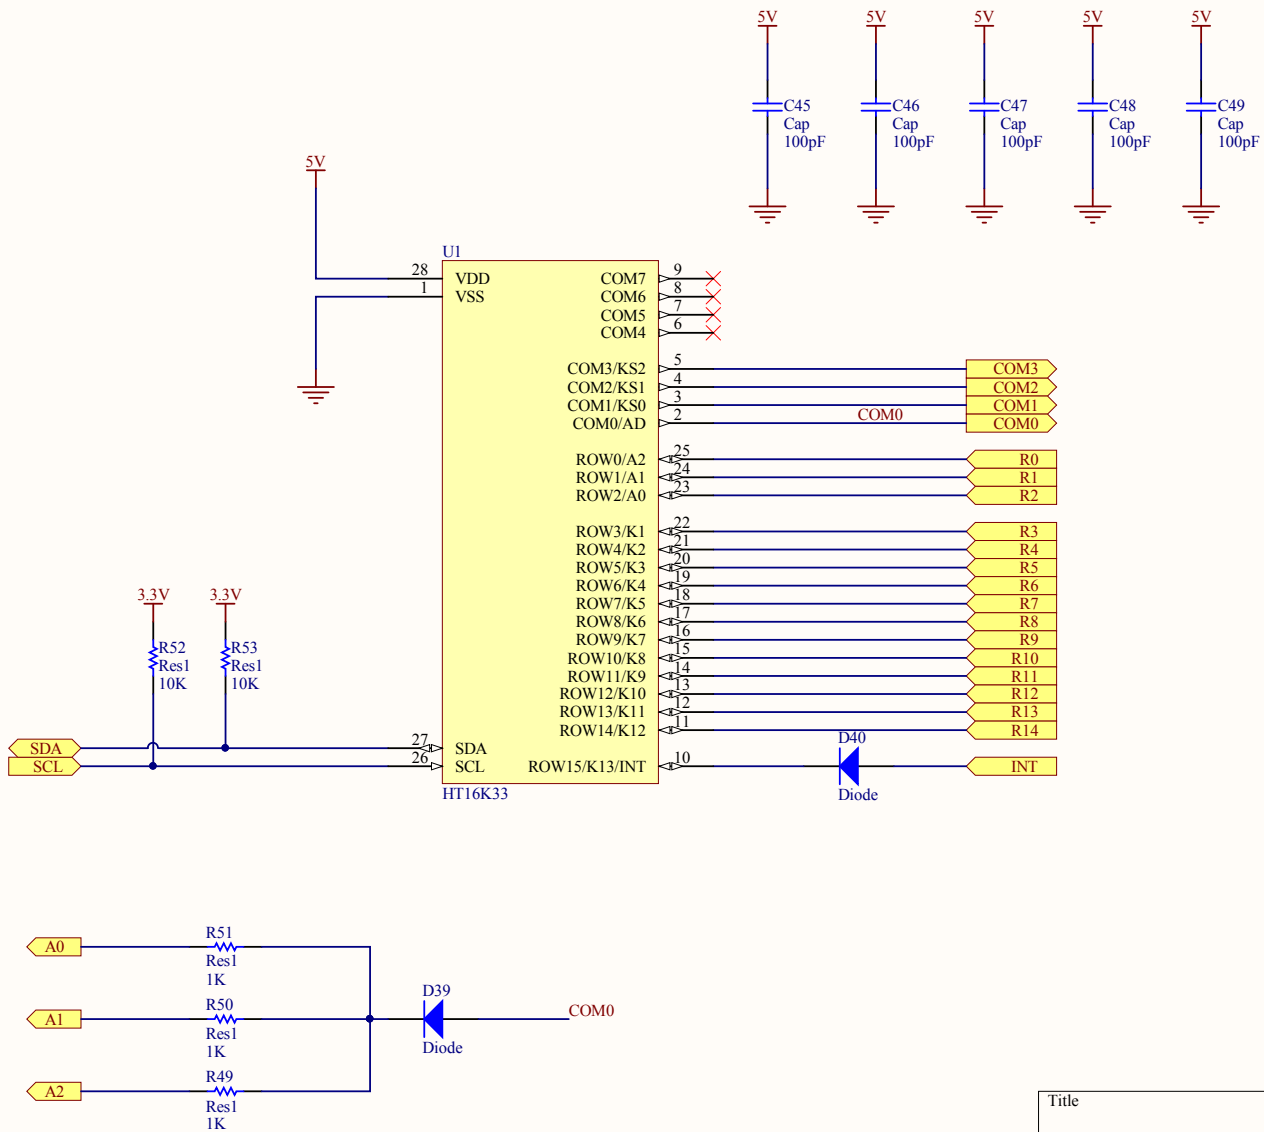 5V 5V 5V 5V 5V
C45 C46 C47 C48 C49
Cap Cap Cap Cap Cap
100pF 100pF 100pF 100pF 100pF
5V
U1
28 VDD COM7 9
1 VSS COM6 8
COM5 7
COM4 6
COM3/KS2 5 COM3
COM2/KS1 4 COM2
COM1/KS0 3 COM1
COM0/AD 2 COM0 COM0
ROW0/A2 25 R0
ROW1/A1 24 R1
ROW2/A0 23 R2
ROW3/K1 22 R3
ROW4/K2 21 R4
ROW5/K3 20 R5
ROW6/K4 19 R6
ROW7/K5 18 R7
ROW8/K6 17 R8
ROW9/K7 16 R9
ROW10/K8 15 R10
ROW11/K9 14 R11
ROW12/K10 13 R12
ROW13/K11 12 R13
ROW14/K12 11 R14
3.3V 3.3V
R52 R53
Res1 Res1
10K 10K
D40
SDA 27 SDA
SCL 26 SCL ROW15/K13/INT 10 INT
HT16K33 Diode
R51
A0
Res1
1K
D39
R50
A1 COM0
Res1
Diode
1K
R49
A2
Res1
1K
Title